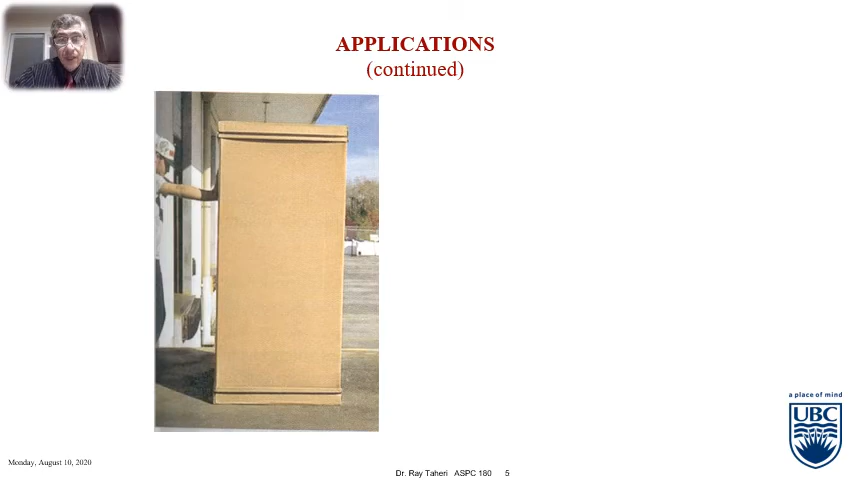 APPLICATIONS
(continued)
a place of mind
UBC
Monday, August 10, 2020
Dr. Ray Taheri ASPC 180 5